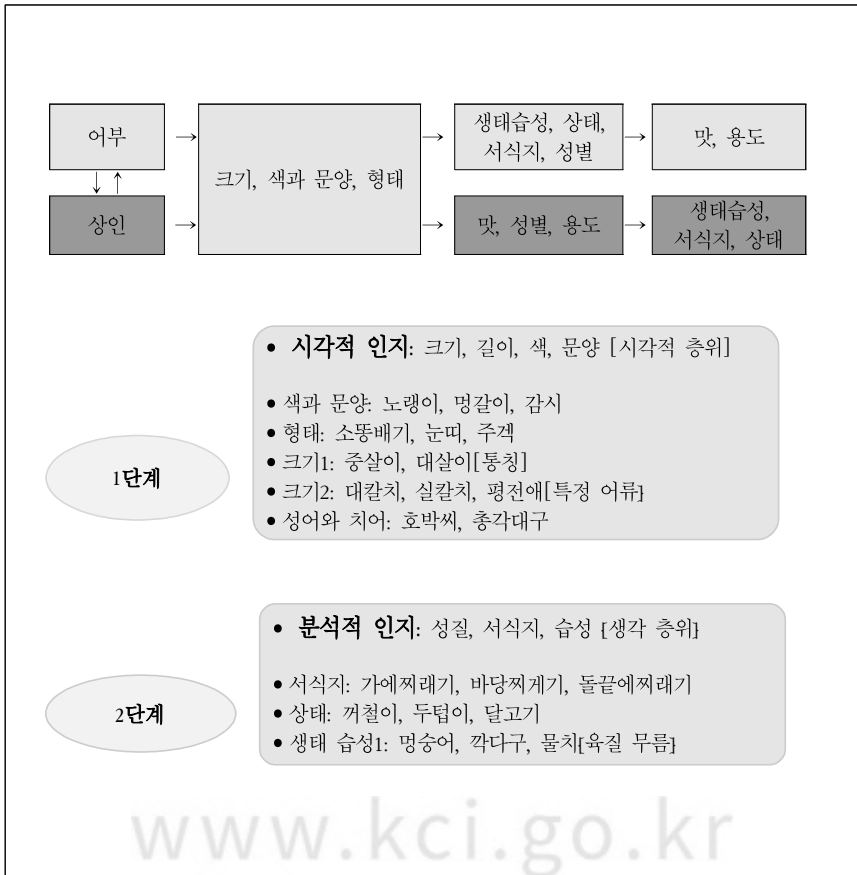 어부 → 크기, 색과 문양, 형태 → 생태습성, 상태, 서식지, 성별 → 맛, 용도
↓↑
상인 → → 맛, 성별, 용도 → 생태습성, 서식지, 상태
• 시각적 인지: 크기, 길이, 색, 문양 [시각적 층위]
• 색과 문양: 노랭이, 멍갈이, 감시
• 형태: 소똥배기, 눈띠, 주겍
1단계
• 크기1: 중살이, 대살이[통칭]
• 크기2: 대칼치, 실칼치, 평전애[특정 어류}
• 성어와 치어: 호박씨, 총각대구
• 분석적 인지: 성질, 서식지, 습성 [생각 층위}
• 서식지: 가에찌래기, 바당찌게기, 돌끝에찌래기
2단계
• 상태: 꺼철이, 두텁이, 달고기
• 생태 습성1: 멍숭어, 깍다구, 물치[육질 무름}
www.kci.go.kr